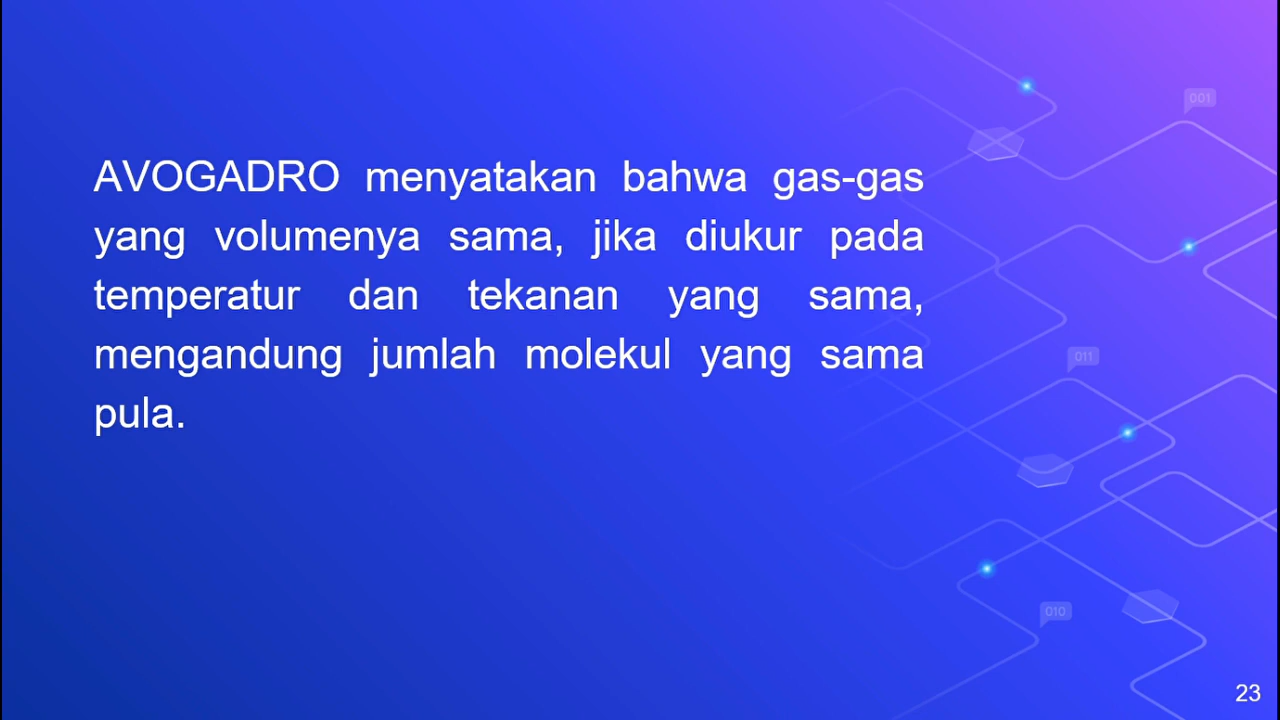 AVOGADRO menyatakan bahwa gas-gas
yang volumenya sama, jika diukur pada
temperatur dan tekanan yang sama,
mengandung jumlah molekul yang sama
pula.
001
011
010
23